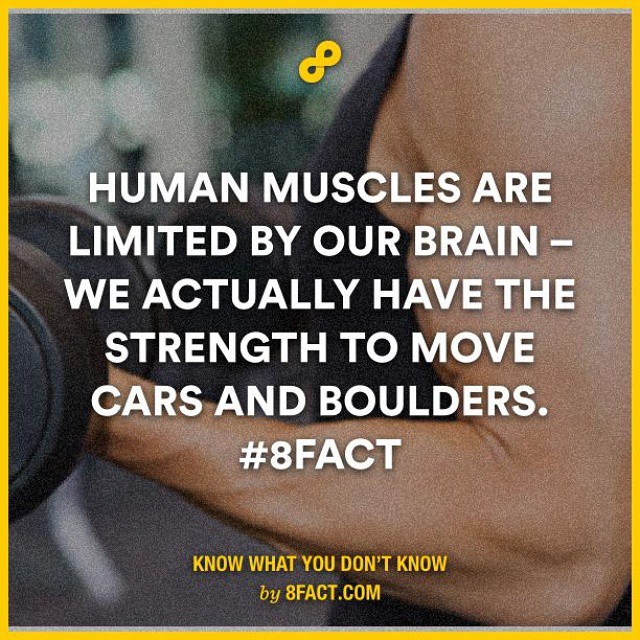 HUMAN MUSCLES ARE
LIMITED BY OUR BRAIN –
WE ACTUALLY HAVE THE
STRENGTH TO MOVE
CARS AND BOULDERS.
#8FACT
KNOW WHAT YOU DON'T KNOW
by 8FACT.COM